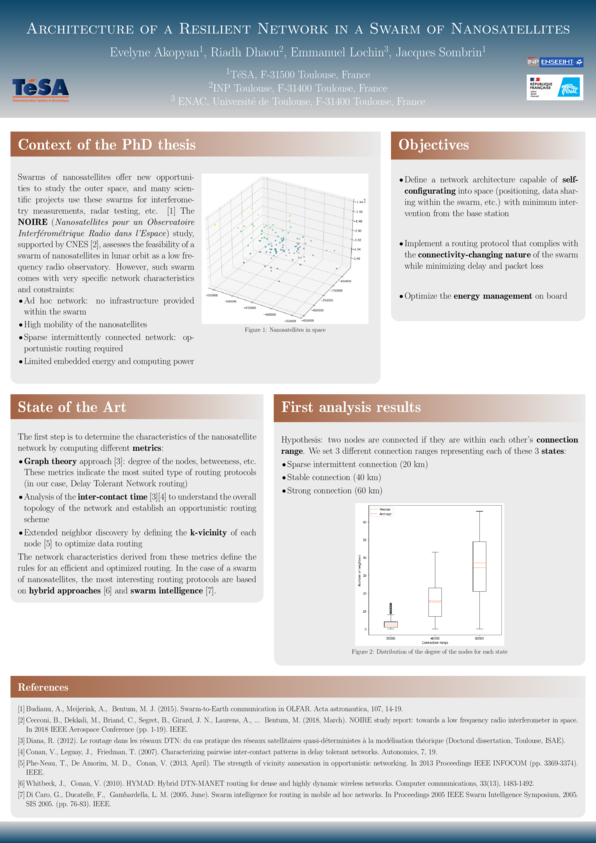 Architecture of a Resilient Network in a Swarm of Nanosatellites
Evelyne Akopyan1, Riadh Dhaou2, Emmanuel Lochin3, Jacques Sombrin1
1TéSA, F-31500 Toulouse, France
2INP Toulouse, F-31400 Toulouse, France
3 ENAC, Université de Toulouse, F-31400 Toulouse, France
TéSA
INP ENSEEIHT
RÉPUBLIQUE
FRANÇAISE
Context of the PhD thesis
Swarms of nanosatellites offer new opportuni-
ties to study the outer space, and many scien-
tific projects use these swarms for interferome-
try measurements, radar testing, etc. [1] The
NOIRE (Nanosatellites pour un Observatoire
Interférométrique Radio dans l'Espace) study,
supported by CNES [2], assesses the feasibility of a
swarm of nanosatellites in lunar orbit as a low fre-
quency radio observatory. However, such swarm
comes with very specific network characteristics
and constraints:
• Ad hoc network: no infrastructure provided
within the swarm
• High mobility of the nanosatellites
• Sparse intermittently connected network: op-
portunistic routing required
• Limited embedded energy and computing power
Figure 1: Nanosatellites in space
Objectives
• Define a network architecture capable of self-
configurating into space (positioning, data shar-
ing within the swarm, etc.) with minimum inter-
vention from the base station
• Implement a routing protocol that complies with
the connectivity-changing nature of the swarm
while minimizing delay and packet loss
• Optimize the energy management on board
State of the Art
The first step is to determine the characteristics of the nanosatellite
network by computing different metrics:
• Graph theory approach [3]: degree of the nodes, betweeness, etc.
These metrics indicate the most suited type of routing protocols
(in our case, Delay Tolerant Network routing)
• Analysis of the inter-contact time [3][4] to understand the overall
topology of the network and establish an opportunistic routing
scheme
• Extended neighbor discovery by defining the k-vicinity of each
node [5] to optimize data routing
The network characteristics derived from these metrics define the
rules for an efficient and optimized routing. In the case of a swarm
of nanosatellites, the most interesting routing protocols are based
on hybrid approaches [6] and swarm intelligence [7].
First analysis results
Hypothesis: two nodes are connected if they are within each other's connection
range. We set 3 different connection ranges representing each of these 3 states:
• Sparse intermittent connection (20 km)
• Stable connection (40 km)
• Strong connection (60 km)
Median
Average
Number of neighbors
20000 40000 60000
Connection range
Figure 2: Distribution of the degree of the nodes for each state
References
[1] Budianu, A., Meijerink, A., Bentum, M. J. (2015). Swarm-to-Earth communication in OLFAR. Acta astronautica, 107, 14-19.
[2] Cecconi, B., Dekkali, M., Briand, C., Segret, B., Girard, J. N., Laurens, A., ... Bentum, M. (2018, March). NOIRE study report: towards a low frequency radio interferometer in space.
In 2018 IEEE Aerospace Conference (pp. 1-19). IEEE.
[3] Diana, R. (2012). Le routage dans les réseaux DTN: du cas pratique des réseaux satellitaires quasi-déterministes à la modélisation théorique (Doctoral dissertation, Toulouse, ISAE).
[4] Conan, V., Leguay, J., Friedman, T. (2007). Characterizing pairwise inter-contact patterns in delay tolerant networks. Autonomics, 7, 19.
[5] Phe-Neau, T., De Amorim, M. D., Conan, V. (2013, April). The strength of vicinity annexation in opportunistic networking. In 2013 Proceedings IEEE INFOCOM (pp. 3369-3374).
IEEE.
[6] Whitbeck, J., Conan, V. (2010). HYMAD: Hybrid DTN-MANET routing for dense and highly dynamic wireless networks. Computer communications, 33(13), 1483-1492.
[7] Di Caro, G., Ducatelle, F., Gambardella, L. M. (2005, June). Swarm intelligence for routing in mobile ad hoc networks. In Proceedings 2005 IEEE Swarm Intelligence Symposium, 2005.
SIS 2005. (pp. 76-83). IEEE.